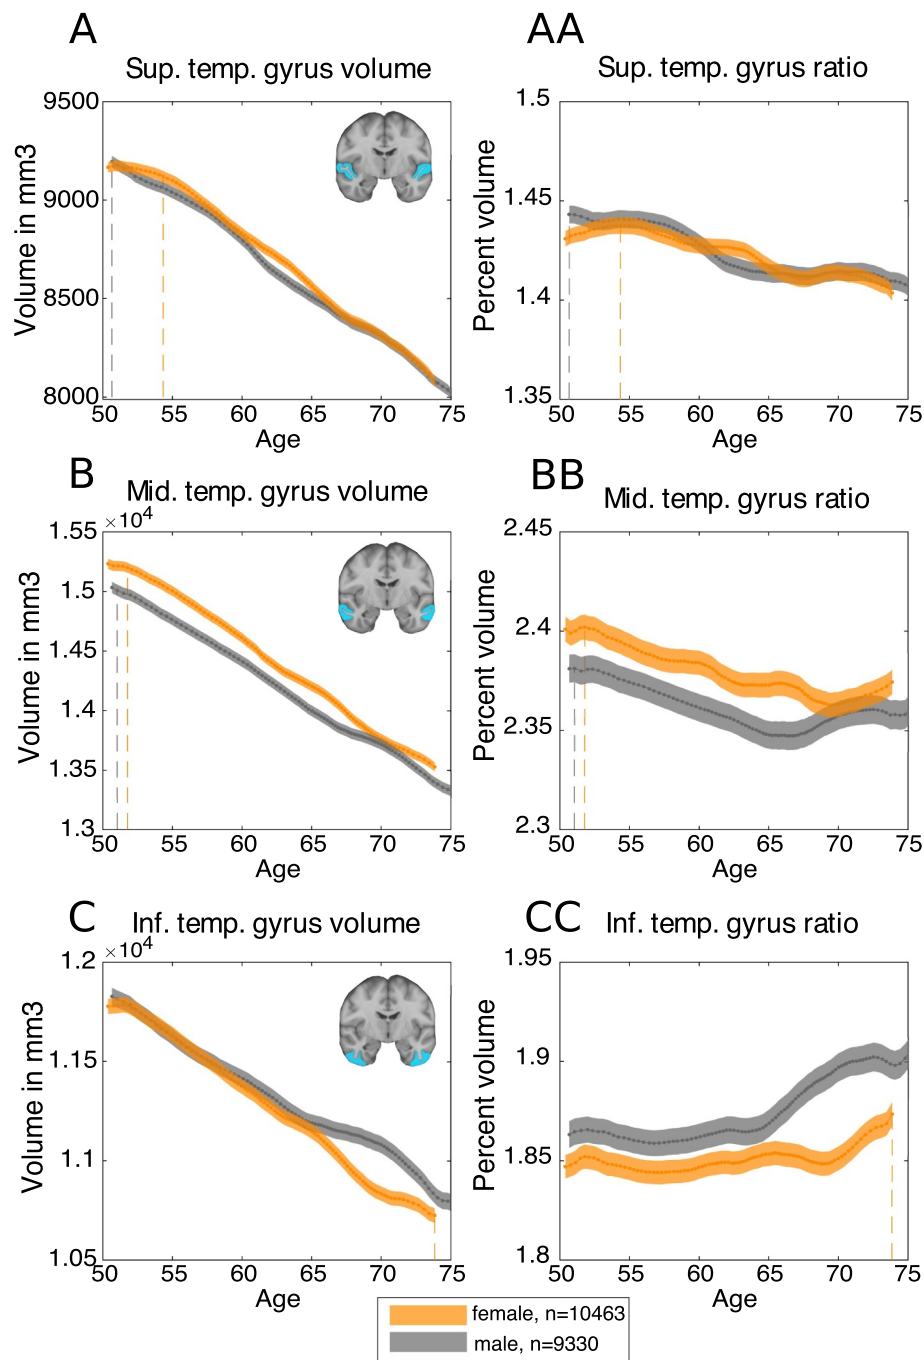 A
AA
Sup. temp. gyrus volume
Sup. temp. gyrus ratio
Volume in mm3
9500
9000
8500
8000
50 55 60 65 70 75
Age
Percent volume
1.5
1.45
1.4
1.35
50 55 60 65 70 75
Age
B
BB
Mid. temp. gyrus volume
Mid. temp. gyrus ratio
×10⁴
Volume in mm3
1.55
1.5
1.45
1.4
1.35
1.3
50 55 60 65 70 75
Age
Percent volume
2.45
2.4
2.35
2.3
50 55 60 65 70 75
Age
C
CC
Inf. temp. gyrus volume
Inf. temp. gyrus ratio
×10⁴
Volume in mm3
1.2
1.15
1.1
1.05
50 55 60 65 70 75
Age
Percent volume
1.95
1.9
1.85
1.8
50 55 60 65 70 75
Age
female, n=10463
male, n=9330